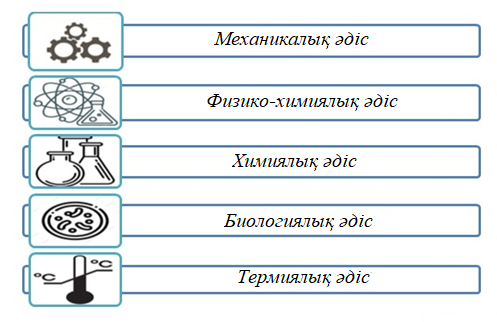 Механикалық әдіс
Физико-химиялық әдіс
Химиялық әдіс
Биологиялық әдіс
°C °C
Термиялық әдіс